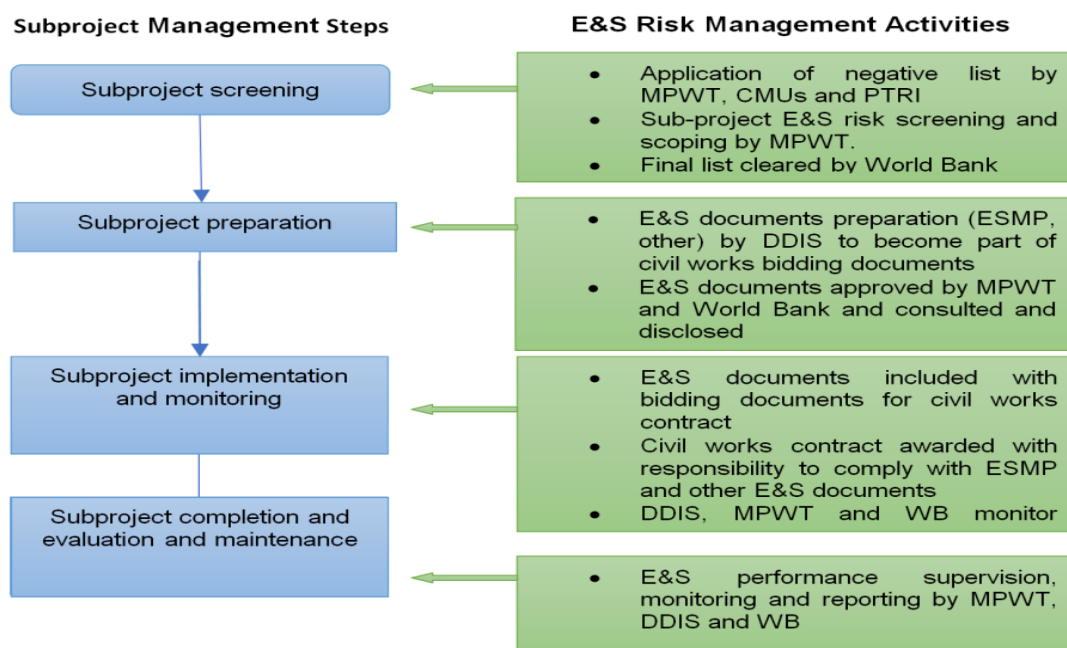 Subproject Management Steps
E&S Risk Management Activities
Subproject screening
• Application of negative list by
MPWT, CMUs and PTRI
• Sub-project E&S risk screening and
scoping by MPWT.
• Final list cleared by World Bank
Subproject preparation
• E&S documents preparation (ESMP,
other) by DDIS to become part of
civil works bidding documents
• E&S documents approved by MPWT
and World Bank and consulted and
disclosed
Subproject implementation
and monitoring
• E&S documents included with
bidding documents for civil works
contract
• Civil works contract awarded with
responsibility to comply with ESMP
and other E&S documents
• DDIS, MPWT and WB monitor
Subproject completion and
evaluation and maintenance
• E&S performance supervision,
monitoring and reporting by MPWT,
DDIS and WB